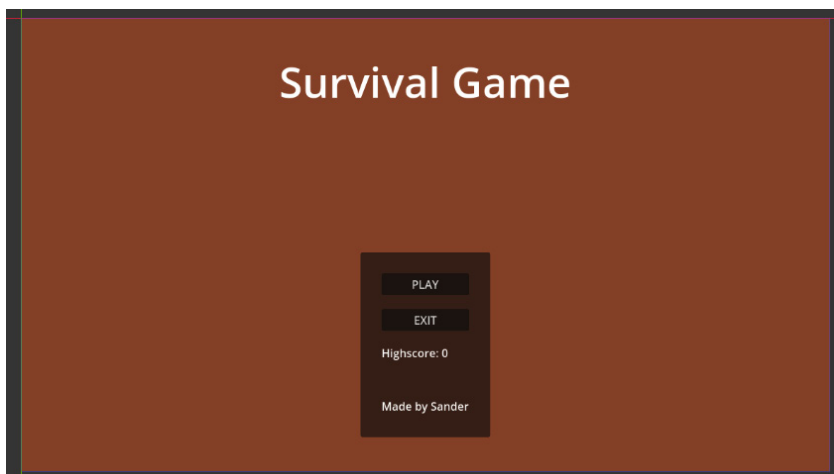 Survival Game
PLAY
EXIT
Highscore: 0
Made by Sander